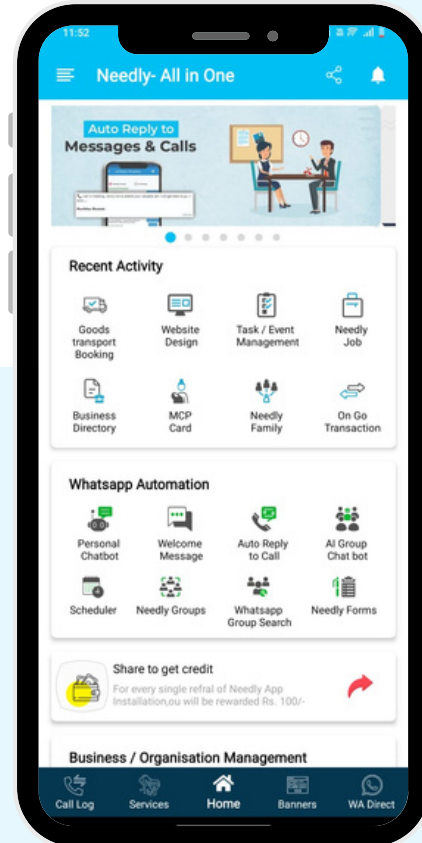 11:52
Needly- All in One
Auto Reply to
Messages & Calls
Recent Activity
Goods
transport
Booking
Website
Design
Task / Event
Management
Needly
Job
Business
Directory
MCP
Card
Needly
Family
On Go
Transaction
Whatsapp Automation
Personal
Chatbot
Welcome
Message
Auto Reply
to Call
AI Group
Chat bot
Scheduler
Needly Groups
Whatsapp
Group Search
Needly Forms
Share to get credit
For every single refral of Needly App
Installation,ou will be rewarded Rs. 100/-
Business / Organisation Management
Call Log
Services
Home
Banners
WA Direct